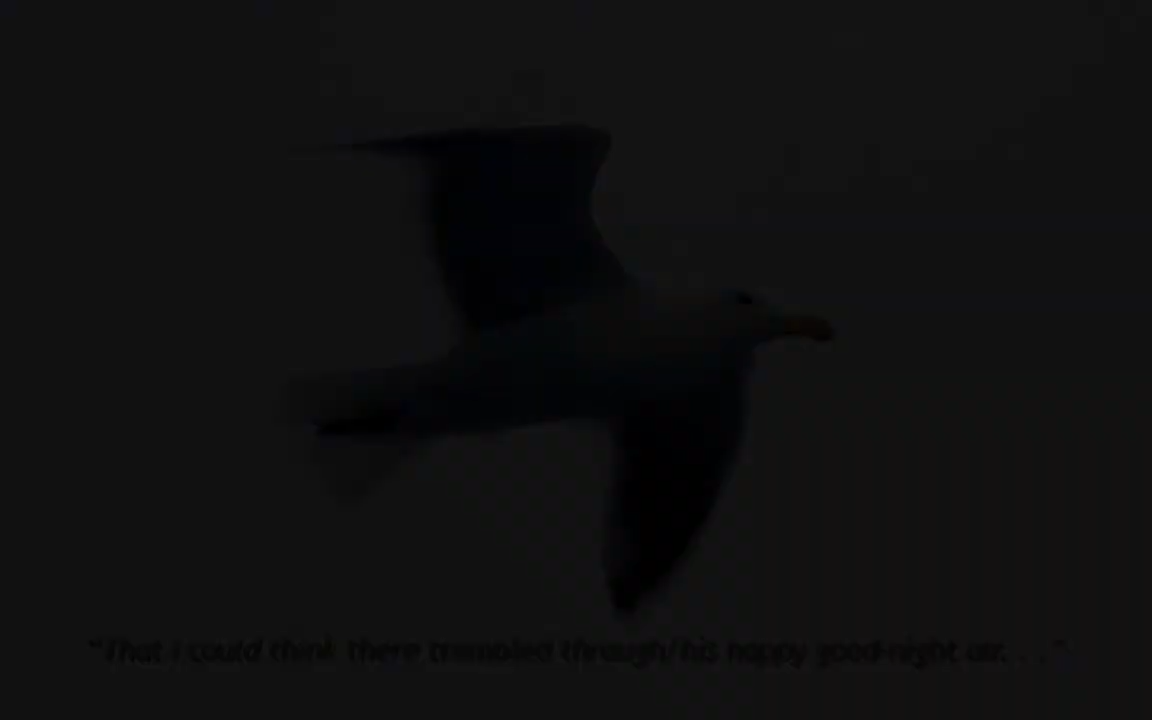 "That I could think there trembled through/his happy good-night air. . . ."